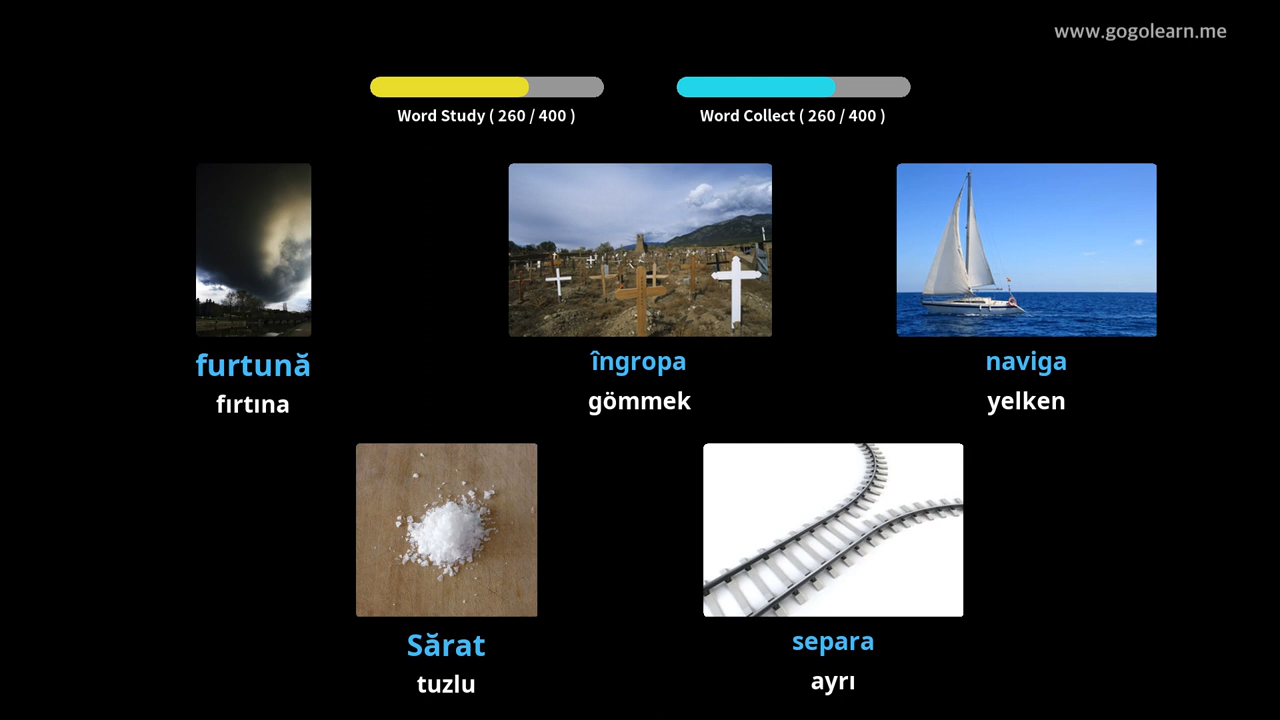 www.gogolearn.me
Word Study ( 260 / 400 )
Word Collect ( 260 / 400 )
furtună
fırtına
îngropa
gömmek
naviga
yelken
Sărat
tuzlu
separa
ayrı